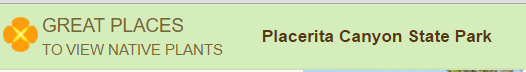 GREAT PLACES
TO VIEW NATIVE PLANTS
Placerita Canyon State Park